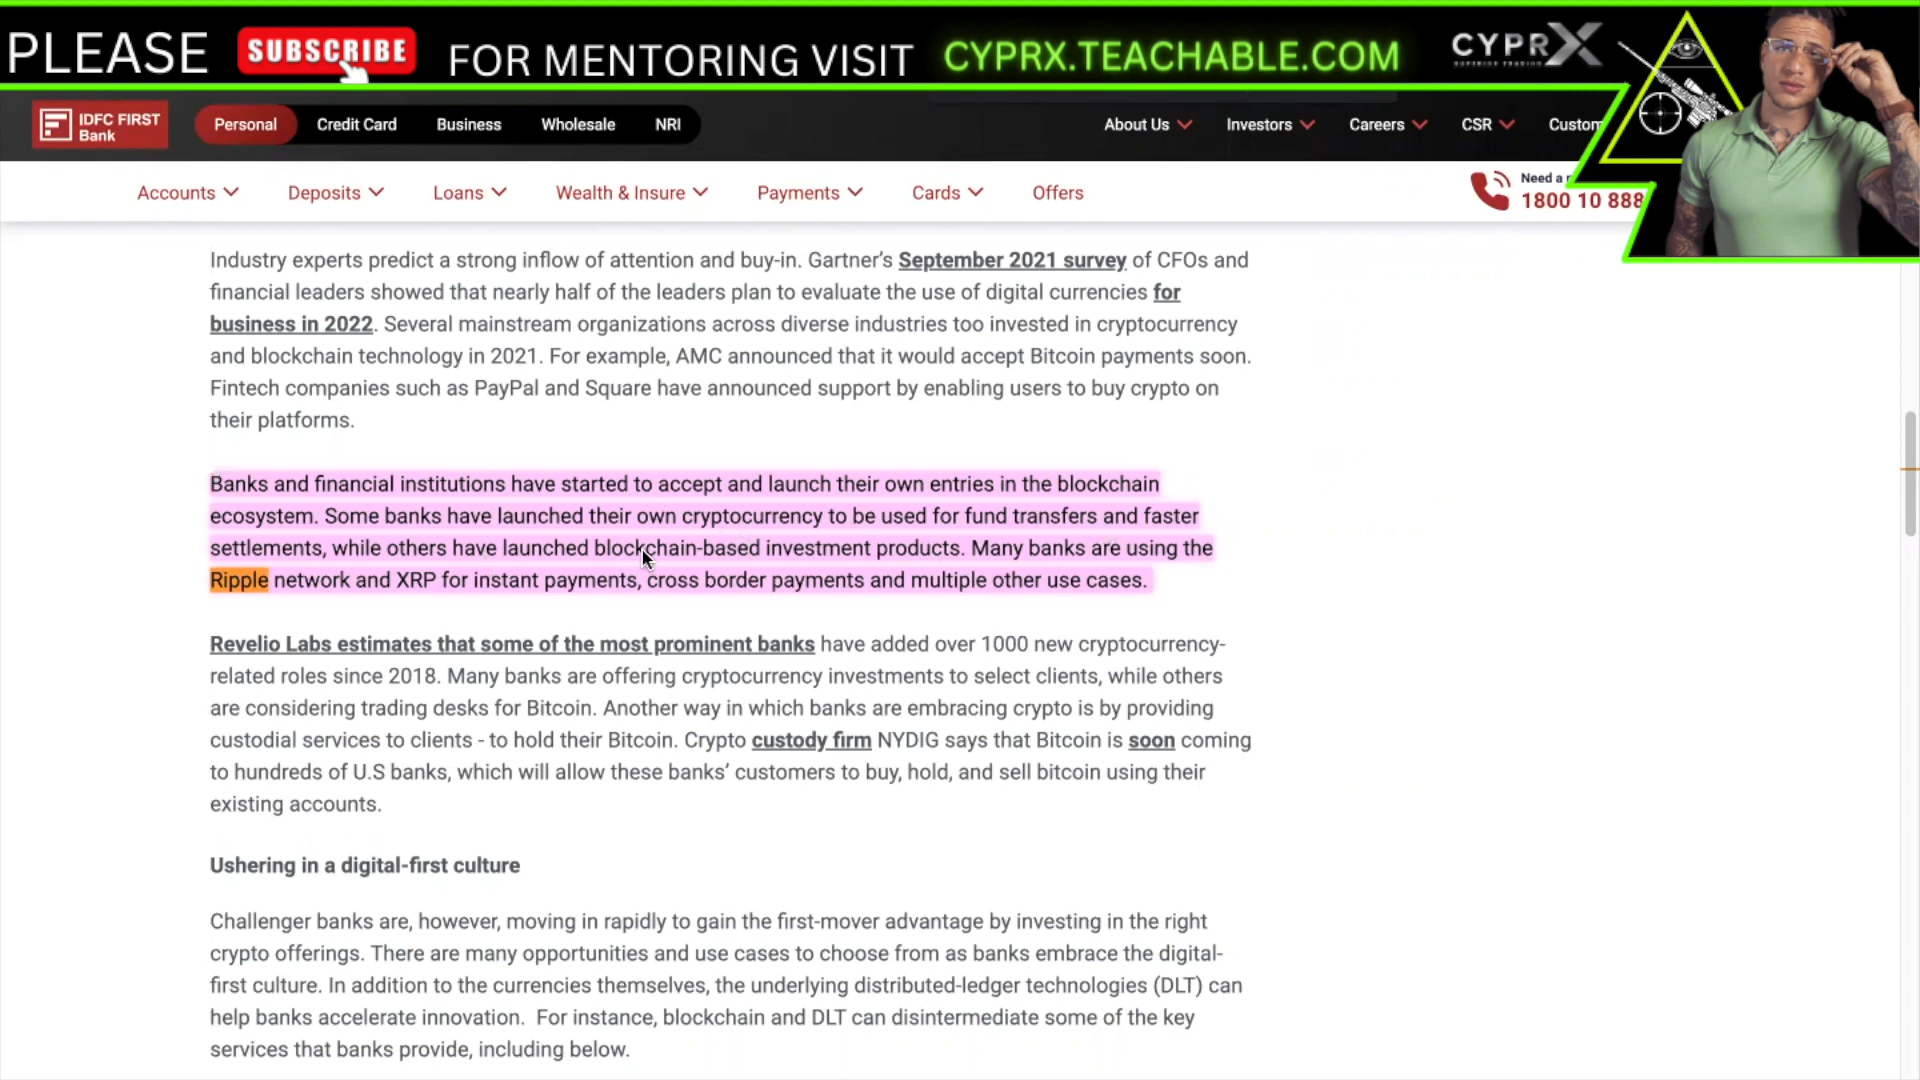 PLEASE SUBSCRIBE FOR MENTORING VISIT CYPRX.TEACHABLE.COM CYPRX
SUPERIOR TRADING
IDFC FIRST
Bank
Personal Credit Card Business Wholesale NRI About Us Investors Careers CSR Custom
Accounts Deposits Loans Wealth & Insure Payments Cards Offers
Need a
1800 10 888
Industry experts predict a strong inflow of attention and buy-in. Gartner’s September 2021 survey of CFOs and
financial leaders showed that nearly half of the leaders plan to evaluate the use of digital currencies for
business in 2022. Several mainstream organizations across diverse industries too invested in cryptocurrency
and blockchain technology in 2021. For example, AMC announced that it would accept Bitcoin payments soon.
Fintech companies such as PayPal and Square have announced support by enabling users to buy crypto on
their platforms.
Banks and financial institutions have started to accept and launch their own entries in the blockchain
ecosystem. Some banks have launched their own cryptocurrency to be used for fund transfers and faster
settlements, while others have launched blockchain-based investment products. Many banks are using the
Ripple network and XRP for instant payments, cross border payments and multiple other use cases.
Revelio Labs estimates that some of the most prominent banks have added over 1000 new cryptocurrency-
related roles since 2018. Many banks are offering cryptocurrency investments to select clients, while others
are considering trading desks for Bitcoin. Another way in which banks are embracing crypto is by providing
custodial services to clients - to hold their Bitcoin. Crypto custody firm NYDIG says that Bitcoin is soon coming
to hundreds of U.S banks, which will allow these banks’ customers to buy, hold, and sell bitcoin using their
existing accounts.
Ushering in a digital-first culture
Challenger banks are, however, moving in rapidly to gain the first-mover advantage by investing in the right
crypto offerings. There are many opportunities and use cases to choose from as banks embrace the digital-
first culture. In addition to the currencies themselves, the underlying distributed-ledger technologies (DLT) can
help banks accelerate innovation.  For instance, blockchain and DLT can disintermediate some of the key
services that banks provide, including below.